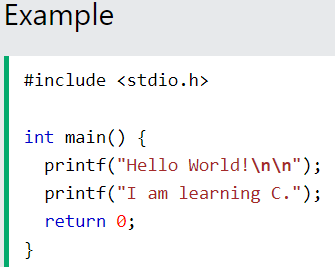 Example
#include <stdio.h>
int main() {
  printf("Hello World!\n\n");
  printf("I am learning C.");
  return 0;
}